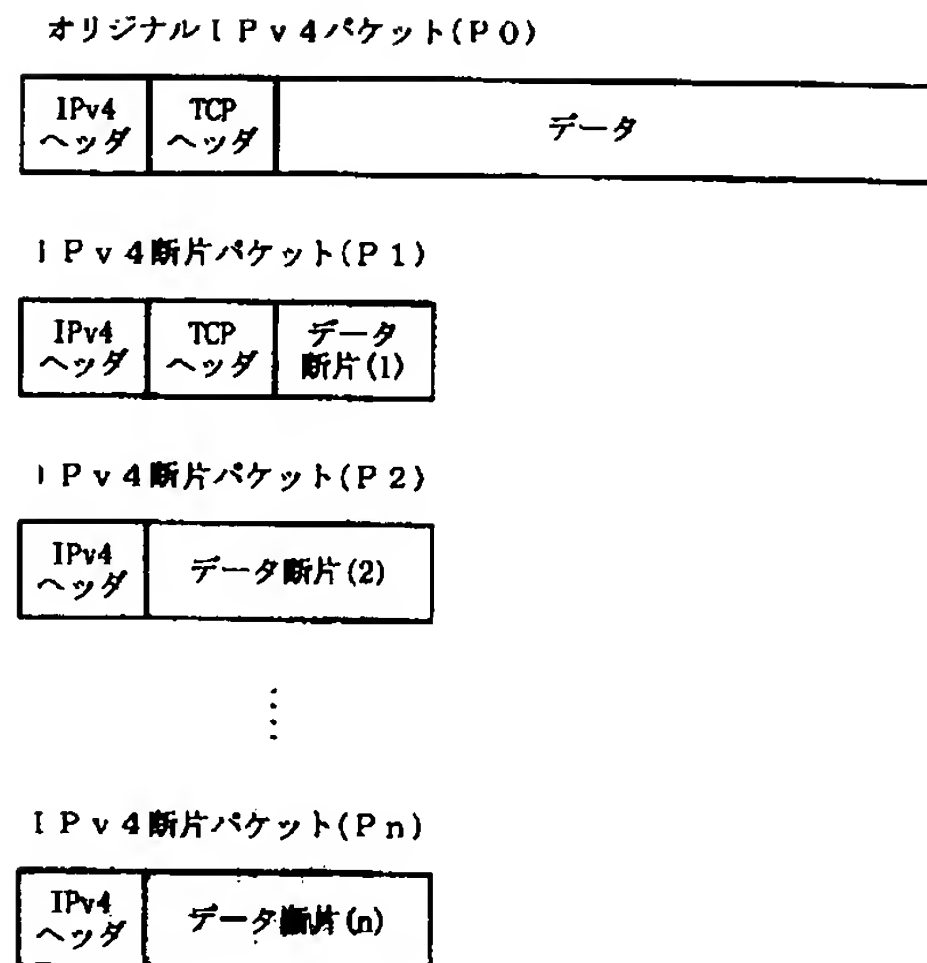 オリジナルIPv4パケット(P0)
IPv4 ヘッダ
TCP ヘッダ
データ
IPv4断片パケット(P1)
IPv4 ヘッダ
TCP ヘッダ
データ 断片(1)
IPv4断片パケット(P2)
IPv4 ヘッダ
データ断片(2)
IPv4断片パケット(Pn)
IPv4 ヘッダ
データ断片(n)